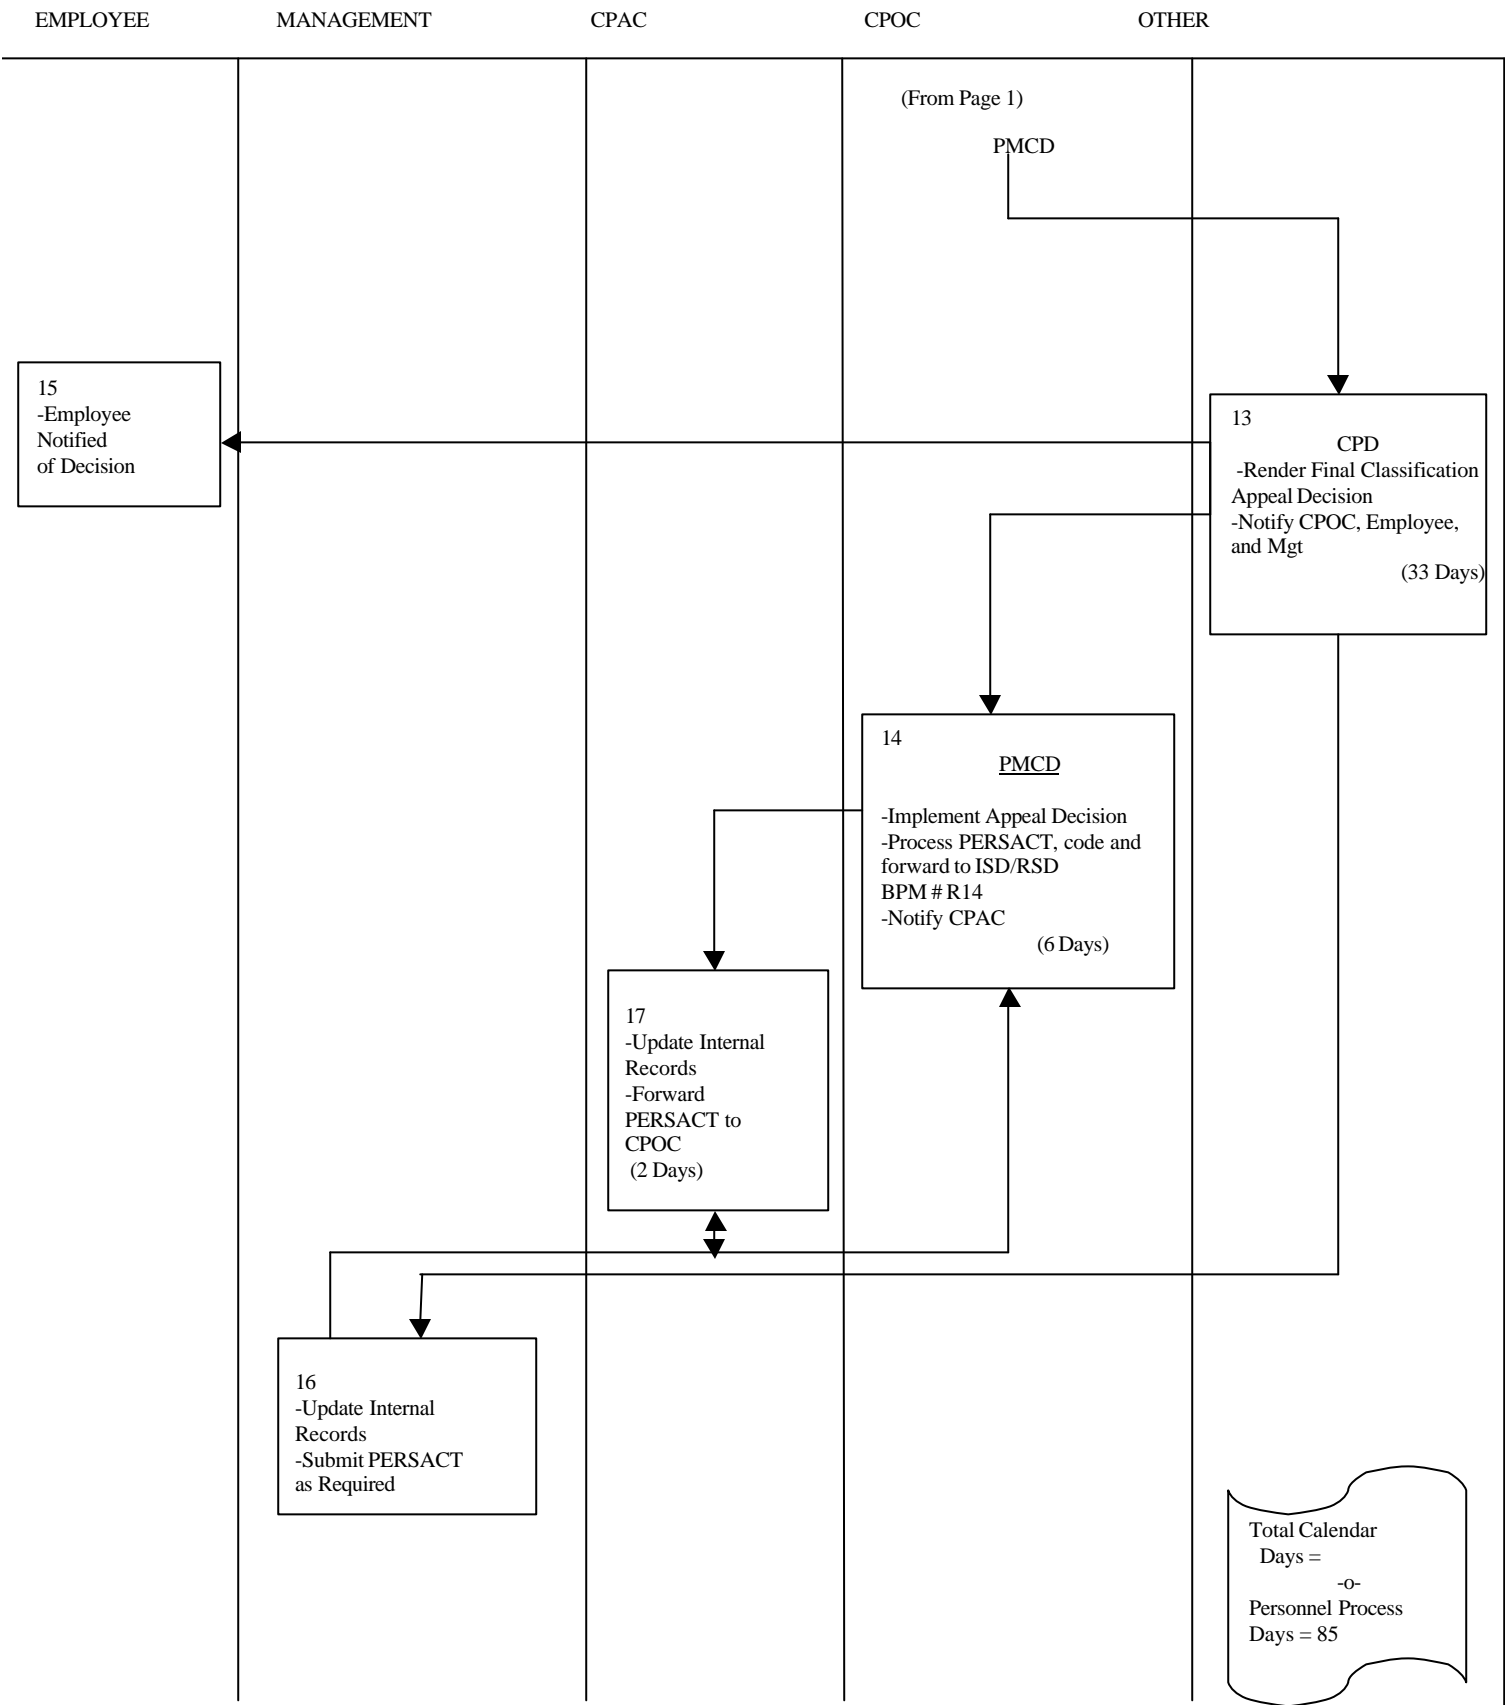 EMPLOYEE MANAGEMENT CPAC CPOC OTHER
(From Page 1)
PMCD
15
-Employee
Notified
of Decision
13
CPD
-Render Final Classification
Appeal Decision
-Notify CPOC, Employee,
and Mgt
(33 Days)
14
PMCD
-Implement Appeal Decision
-Process PERSACT, code and
forward to ISD/RSD
BPM # R14
-Notify CPAC
(6 Days)
17
-Update Internal
Records
-Forward
PERSACT to
CPOC
(2 Days)
16
-Update Internal
Records
-Submit PERSACT
as Required
Total Calendar
Days =
-o-
Personnel Process
Days = 85